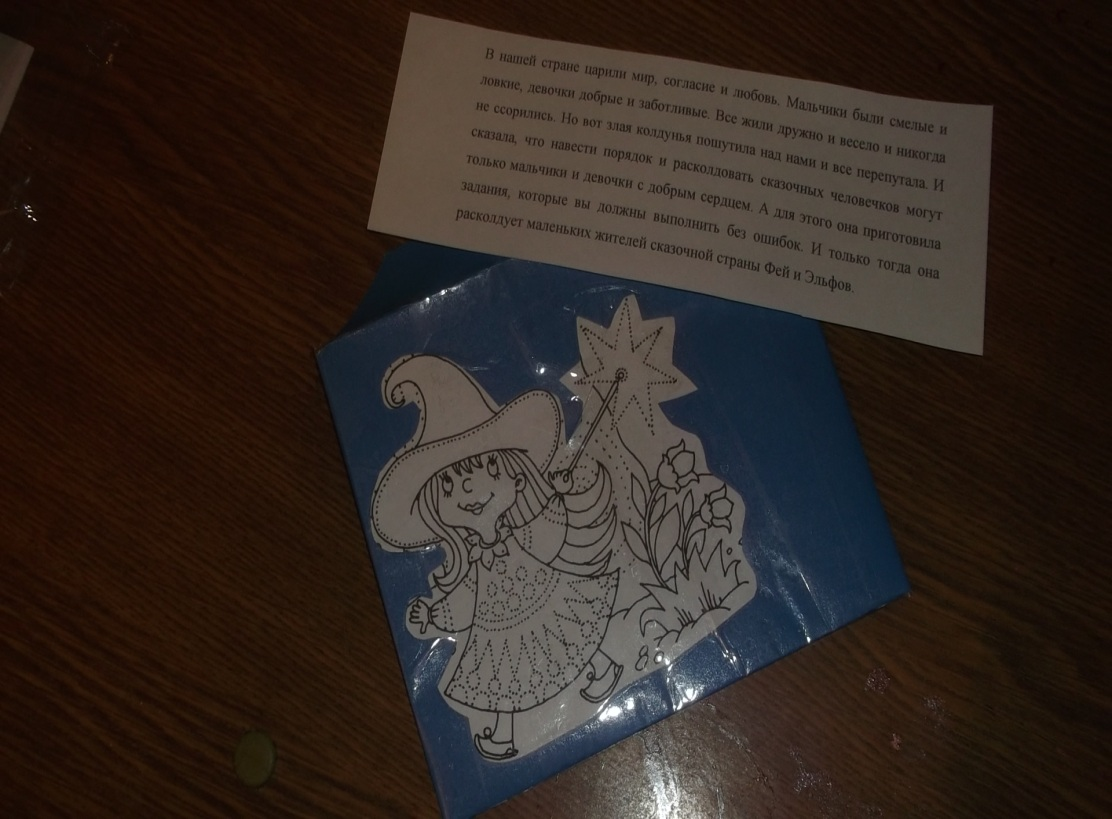 В нашей стране царили мир, согласие и любовь. Мальчики были смелые и
ловкие, девочки добрые и заботливые. Все жили дружно и весело и никогда
не ссорились. Но вот злая колдунья пошутила над нами и все перепутала. И
сказала, что навести порядок и расколдовать сказочных человечков могут
только мальчики и девочки с добрым сердцем. А для этого она приготовила
задания, которые вы должны выполнить без ошибок. И только тогда она
расколдует маленьких жителей сказочной страны Фей и Эльфов.